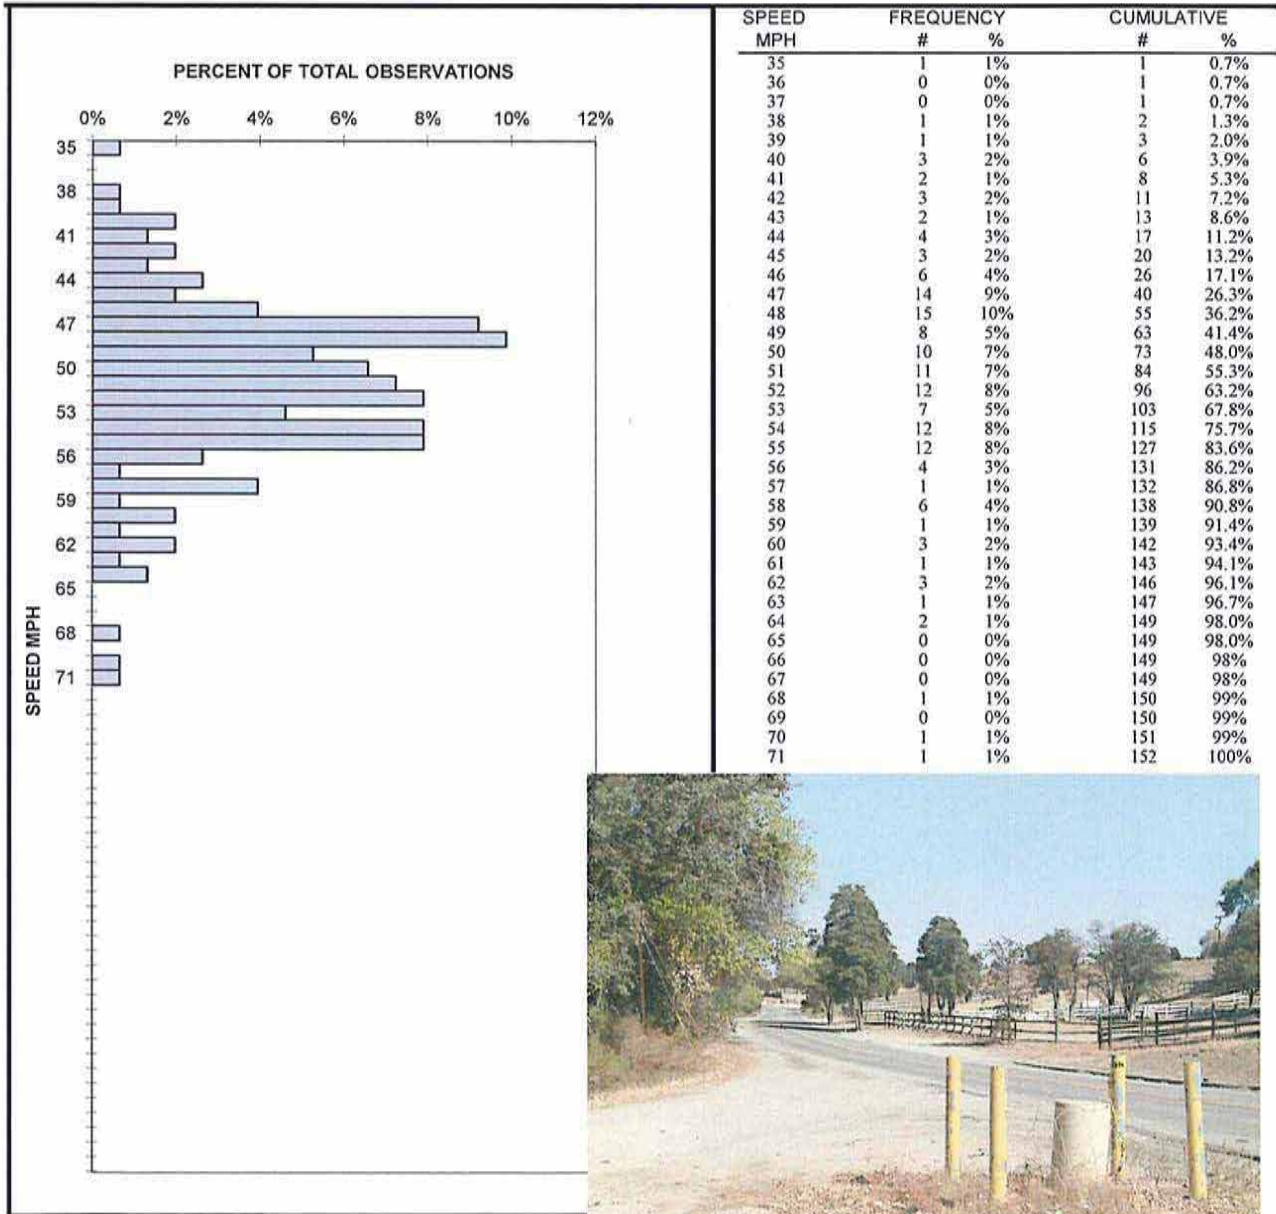 PERCENT OF TOTAL OBSERVATIONS
0% 2% 4% 6% 8% 10% 12%
35
38
41
44
47
50
53
56
59
62
65
68
71
SPEED MPH
SPEED FREQUENCY CUMULATIVE
MPH # % # %
35 1 1% 1 0.7%
36 0 0% 1 0.7%
37 0 0% 1 0.7%
38 1 1% 2 1.3%
39 1 1% 3 2.0%
40 3 2% 6 3.9%
41 2 1% 8 5.3%
42 3 2% 11 7.2%
43 2 1% 13 8.6%
44 4 3% 17 11.2%
45 3 2% 20 13.2%
46 6 4% 26 17.1%
47 14 9% 40 26.3%
48 15 10% 55 36.2%
49 8 5% 63 41.4%
50 10 7% 73 48.0%
51 11 7% 84 55.3%
52 12 8% 96 63.2%
53 7 5% 103 67.8%
54 12 8% 115 75.7%
55 12 8% 127 83.6%
56 4 3% 131 86.2%
57 1 1% 132 86.8%
58 6 4% 138 90.8%
59 1 1% 139 91.4%
60 3 2% 142 93.4%
61 1 1% 143 94.1%
62 3 2% 146 96.1%
63 1 1% 147 96.7%
64 2 1% 149 98.0%
65 0 0% 149 98.0%
66 0 0% 149 98%
67 0 0% 149 98%
68 1 1% 150 99%
69 0 0% 150 99%
70 1 1% 151 99%
71 1 1% 152 100%